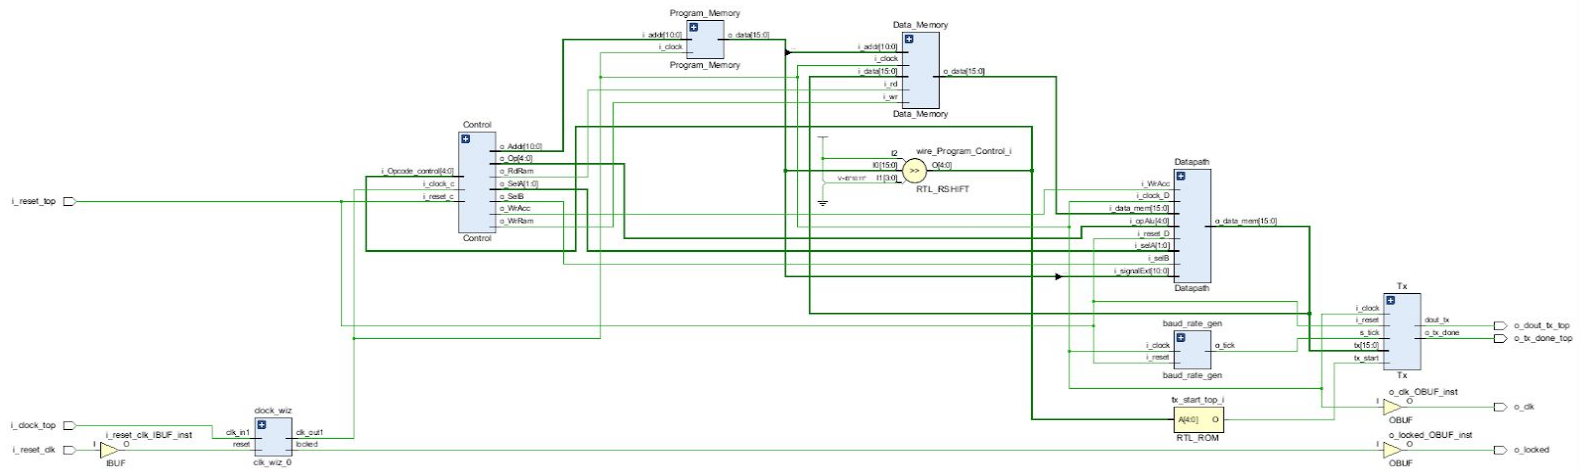 Program_Memory
i_addr[10:0]
o_data[15:0]
i_clock
Program_Memory
Data_Memory
i_addr[10:0]
i_clock
i_data[15:0]
o_data[15:0]
i_rd
i_wr
Data_Memory
Control
o_Addr[10:0]
o_Op[4:0]
i_Opcode_control[4:0]
o_RdRam
i_clock_c
o_SelA[1:0]
i_reset_c
o_SelB
o_WrAcc
o_WrRam
Control
wire_Program_Control_i
I2
I0[15:0]
O[4:0]
I1[3:0]
RTL_RSHIFT
Datapath
i_WrAcc
i_clock_D
i_data_mem[15:0]
i_opAlu[4:0]
o_data_mem[15:0]
i_reset_D
i_selA[1:0]
i_selB
i_signalExt[10:0]
Datapath
i_reset_top
Tx
i_clock
i_reset
dout_tx
o_dout_tx_top
s_tick
o_tx_done
o_tx_done_top
tx[15:0]
tx_start
Tx
baud_rate_gen
i_clock
o_tick
i_reset
baud_rate_gen
tx_start_top_i
A[4:0]
O
RTL_ROM
o_clk_OBUF_inst
I
O
o_clk
OBUF
o_locked_OBUF_inst
I
O
o_locked
OBUF
clock_wiz
i_clock_top
clk_in1
clk_out1
i_reset_clk_IBUF_inst
reset
locked
i_reset_clk
I
O
IBUF
clk_wiz_0